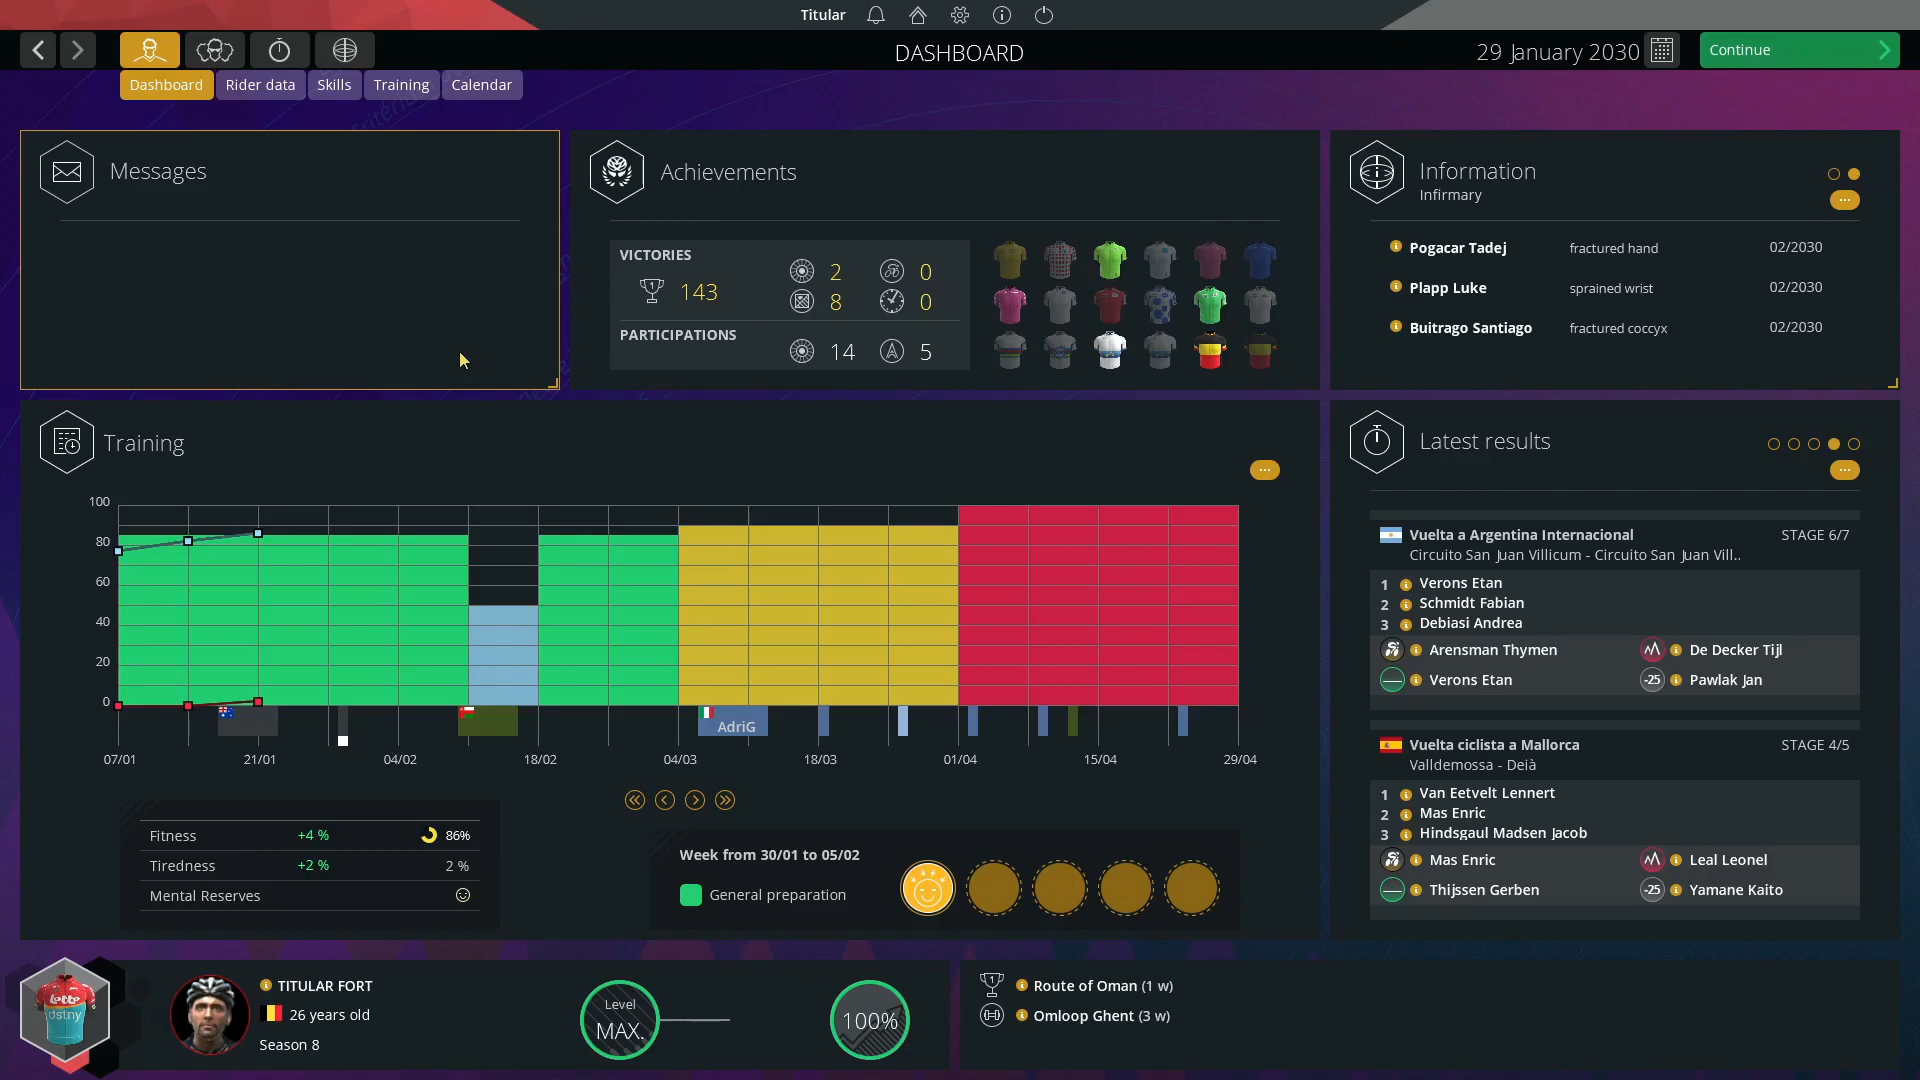 Titular
DASHBOARD
29 January 2030
Continue
Dashboard
Rider data
Skills
Training
Calendar
Messages
Achievements
VICTORIES
143
2
0
8
0
PARTICIPATIONS
14
5
Information
Infirmary
Pogacar Tadej fractured hand 02/2030
Plapp Luke sprained wrist 02/2030
Buitrago Santiago fractured coccyx 02/2030
Training
100
80
60
40
20
0
AdriG
07/01 21/01 04/02 18/02 04/03 18/03 01/04 15/04 29/04
Fitness +4 % 86%
Tiredness +2 % 2 %
Mental Reserves
Week from 30/01 to 05/02
General preparation
Latest results
Vuelta a Argentina Internacional STAGE 6/7
Circuito San Juan Villicum - Circuito San Juan Vill..
1 Verons Etan
2 Schmidt Fabian
3 Debiasi Andrea
Arensman Thymen De Decker Tijl
Verons Etan -25 Pawlak Jan
Vuelta ciclista a Mallorca STAGE 4/5
Valldemossa - Deià
1 Van Eetvelt Lennert
2 Mas Enric
3 Hindsgaul Madsen Jacob
Mas Enric Leal Leonel
Thijssen Gerben -25 Yamane Kaito
lotto
dstny
TITULAR FORT
26 years old
Season 8
Level
MAX.
100%
1 Route of Oman (1 w)
Omloop Ghent (3 w)